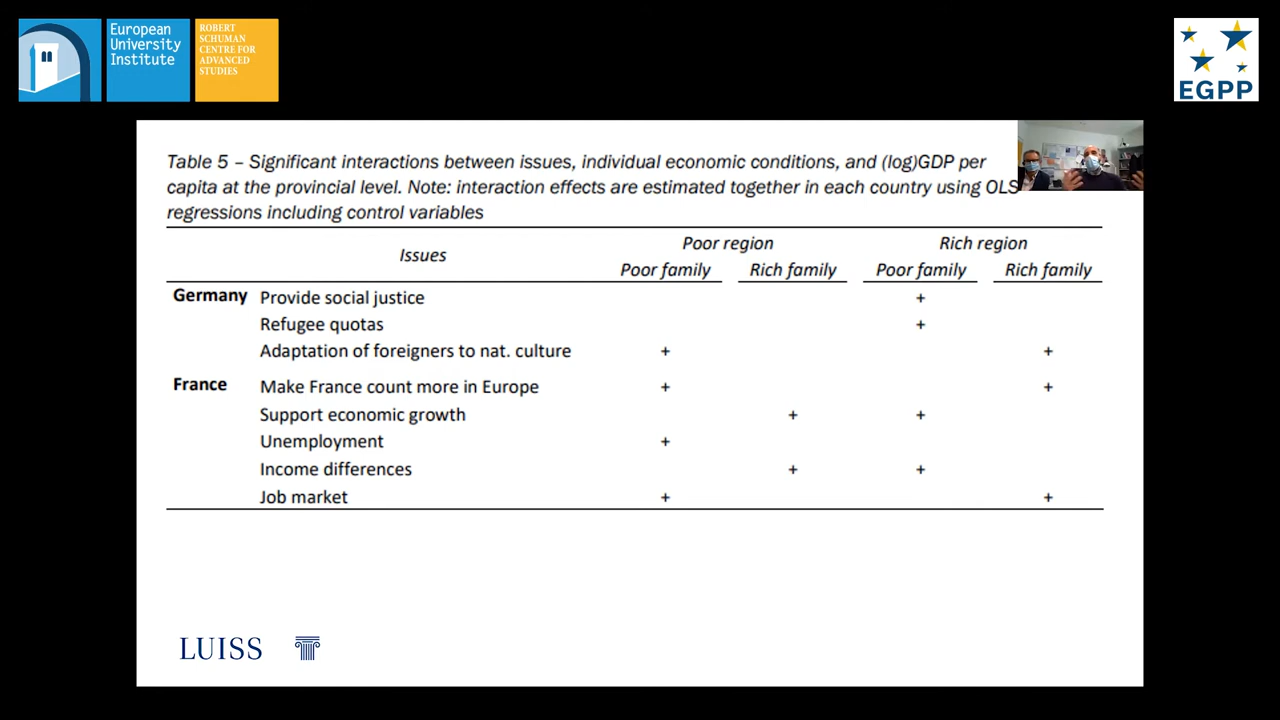 European
University
Institute
ROBERT
SCHUMAN
CENTRE FOR
ADVANCED
STUDIES
EGPP
Table 5 – Significant interactions between issues, individual economic conditions, and (log)GDP per
capita at the provincial level. Note: interaction effects are estimated together in each country using OLS
regressions including control variables
Issues Poor region Rich region
Poor family Rich family Poor family Rich family
Germany Provide social justice +
Refugee quotas +
Adaptation of foreigners to nat. culture + +
France Make France count more in Europe + +
Support economic growth + +
Unemployment +
Income differences + +
Job market + +
LUISS